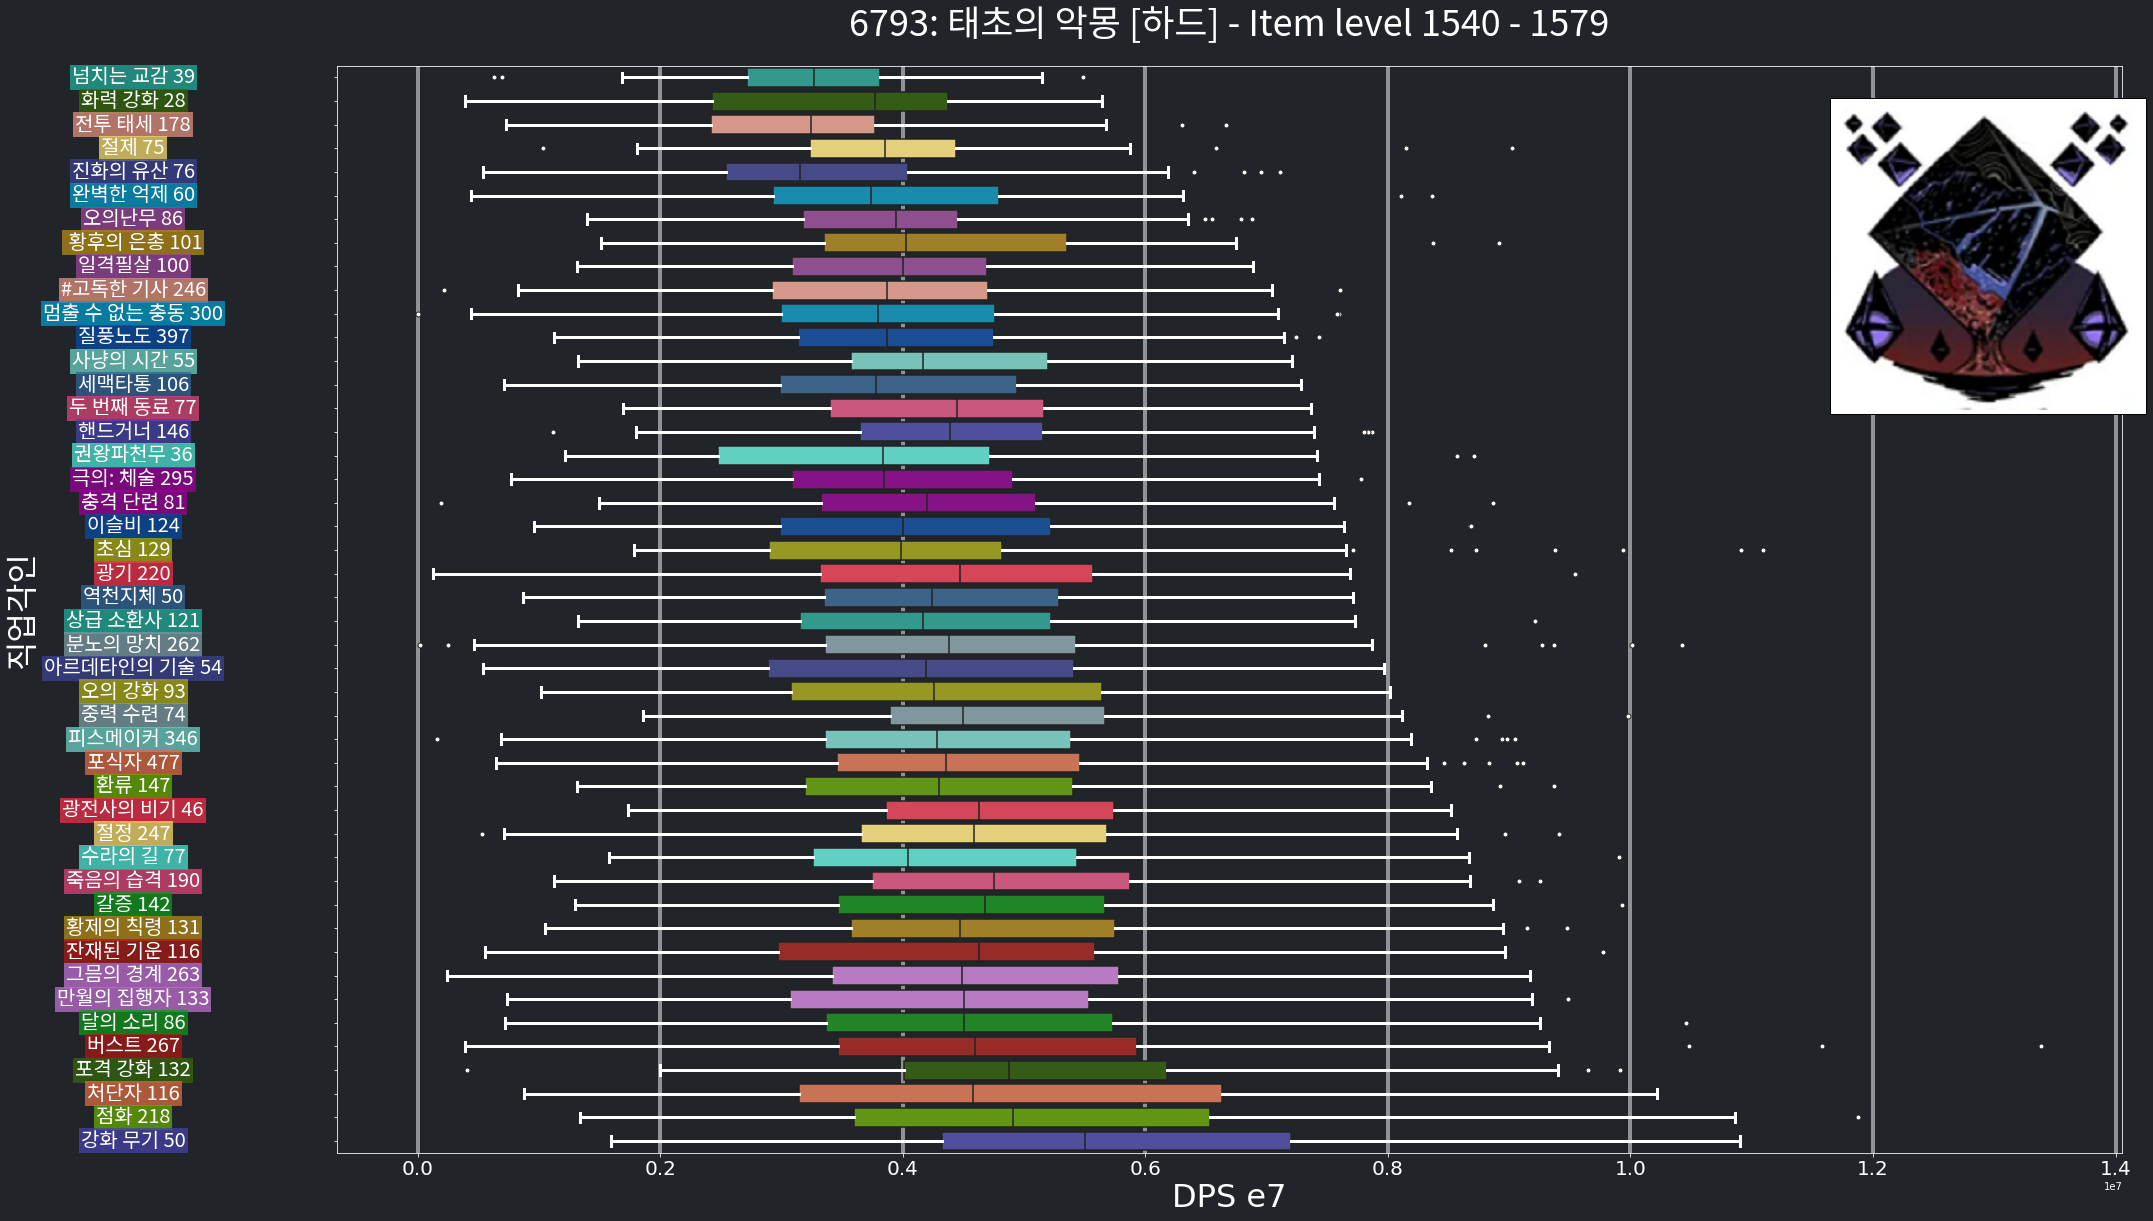 6793: 태초의 악몽 [하드] - Item level 1540 - 1579
넘치는 교감 39
화력 강화 28
전투 태세 178
절제 75
진화의 유산 76
완벽한 억제 60
오의난무 86
황후의 은총 101
일격필살 100
#고독한 기사 246
멈출 수 없는 충동 300
질풍노도 397
사냥의 시간 55
세맥타통 106
두 번째 동료 77
핸드거너 146
권왕파천무 36
극의: 체술 295
충격 단련 81
이슬비 124
초심 129
광기 220
역천지체 50
상급 소환사 121
분노의 망치 262
아르데타인의 기술 54
오의 강화 93
중력 수련 74
피스메이커 346
포식자 477
환류 147
광전사의 비기 46
절정 247
수라의 길 77
죽음의 습격 190
갈증 142
황제의 칙령 131
잔재된 기운 116
그믐의 경계 263
만월의 집행자 133
달의 소리 86
버스트 267
포격 강화 132
처단자 116
점화 218
강화 무기 50
직업각인
0.0 0.2 0.4 0.6 0.8 1.0 1.2 1.4
1e7
DPS e7